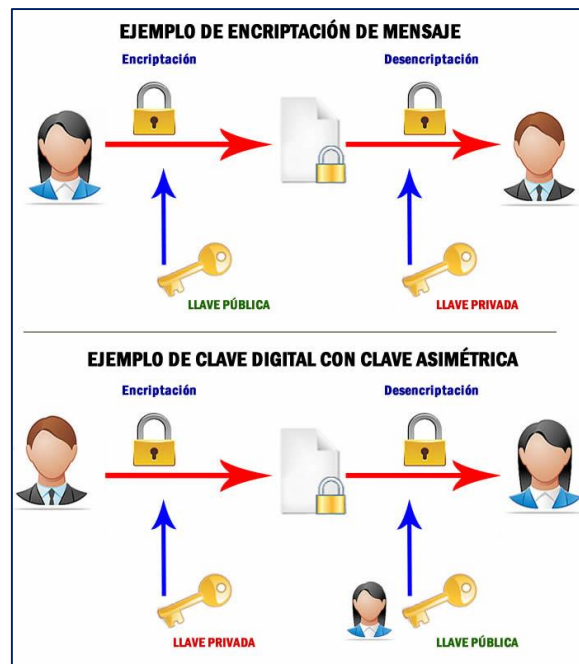 EJEMPLO DE ENCRIPTACIÓN DE MENSAJE
Encriptación
Desencriptación
LLAVE PÚBLICA
LLAVE PRIVADA
EJEMPLO DE CLAVE DIGITAL CON CLAVE ASIMÉTRICA
Encriptación
Desencriptación
LLAVE PRIVADA
LLAVE PÚBLICA